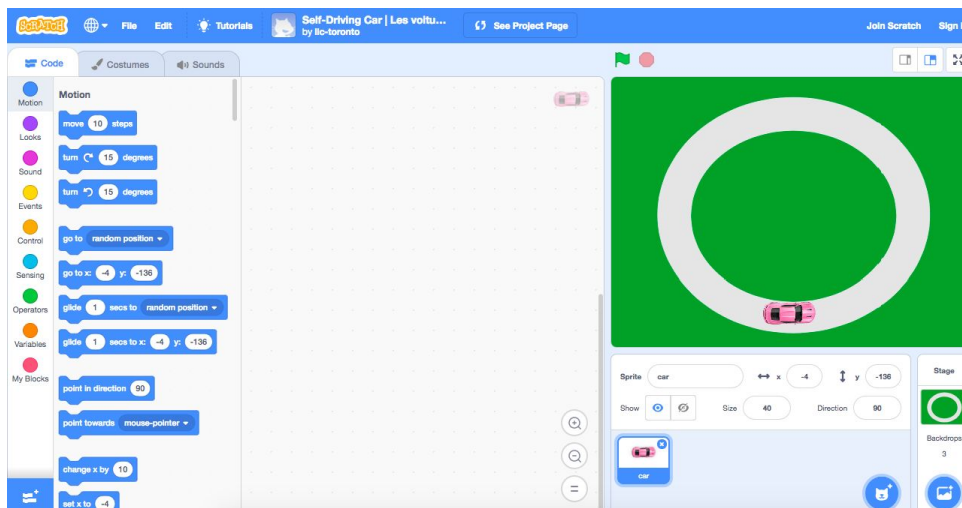 SCRATCH File Edit Tutorials Self-Driving Car | Les voitu... See Project Page Join Scratch Sign
by llc-toronto
Code Costumes Sounds
Motion
Looks
Sound
Events
Control
Sensing
Operators
Variables
My Blocks
Motion
move 10 steps
turn 15 degrees
turn 15 degrees
go to random position
go to x: -4 y: -136
glide 1 secs to random position
glide 1 secs to x: -4 y: -136
point in direction 90
point towards mouse-pointer
change x by 10
set x to -4
Sprite car x -4 y -136
Show Size 40 Direction 90
car
Stage
Backdrops
3